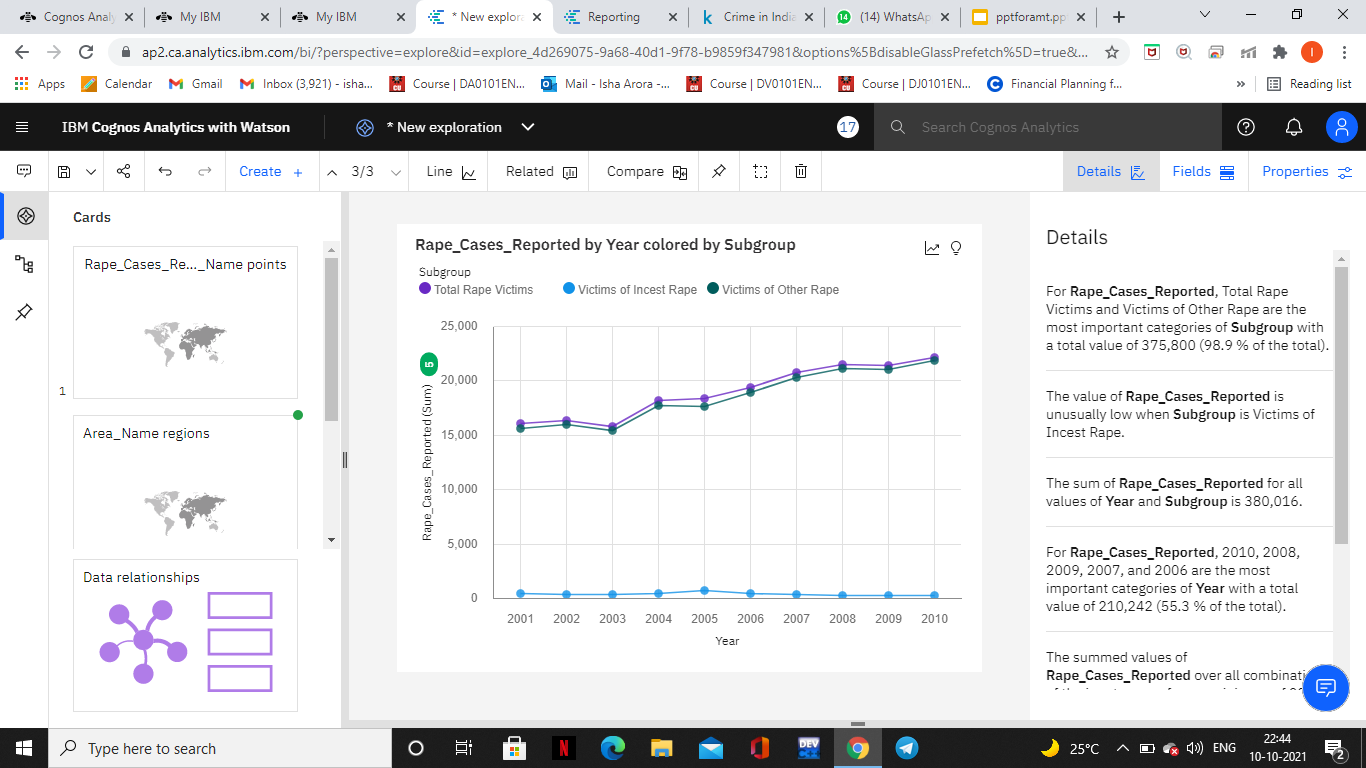 Cognos Analy
My IBM
My IBM
* New explora
Reporting
Crime in India
14
(14) WhatsAp
pptforamt.pp
ap2.ca.analytics.ibm.com/bi/?perspective=explore&id=explore_4d269075-9a68-40d1-9f78-b9859f347981&options%5BdisableGlassPrefetch%5D=true&...
I
Apps
Calendar
Gmail
Inbox (3,921) - isha...
Course | DA0101EN...
Mail - Isha Arora -...
Course | DV0101EN...
Course | DJ0101EN...
Financial Planning f...
»
Reading list
IBM Cognos Analytics with Watson
* New exploration
17
Search Cognos Analytics
Create +
3/3
Line
Related
Compare
Details
Fields
Properties
Cards
Rape_Cases_Re..._Name points
1
Area_Name regions
Data relationships
Rape_Cases_Reported by Year colored by Subgroup
Subgroup
Total Rape Victims
Victims of Incest Rape
Victims of Other Rape
25,000
20,000
15,000
10,000
5,000
0
5
Rape_Cases_Reported (Sum)
2001 2002 2003 2004 2005 2006 2007 2008 2009 2010
Year
Details
For Rape_Cases_Reported, Total Rape
Victims and Victims of Other Rape are the
most important categories of Subgroup with
a total value of 375,800 (98.9 % of the total).
The value of Rape_Cases_Reported is
unusually low when Subgroup is Victims of
Incest Rape.
The sum of Rape_Cases_Reported for all
values of Year and Subgroup is 380,016.
For Rape_Cases_Reported, 2010, 2008,
2009, 2007, and 2006 are the most
important categories of Year with a total
value of 210,242 (55.3 % of the total).
The summed values of
Rape_Cases_Reported over all combinati
Type here to search
N
DEV
C++
25°C
ENG
22:44
10-10-2021
2